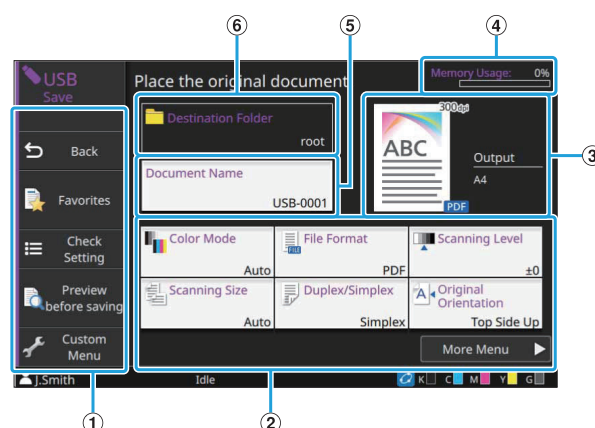 ⑥
⑤
④
USB
Save
Place the original document
Memory Usage: 0%
Destination Folder
root
300dpi
ABC
PDF
Output
A4
③
Back
Document Name
USB-0001
Favorites
Check
Setting
Color Mode
Auto
File Format
FILE
PDF
Scanning Level
±0
Preview
before saving
Scanning Size
Auto
Duplex/Simplex
Simplex
A
Original
Orientation
Top Side Up
Custom
Menu
More Menu
J.Smith
Idle
K C M Y G
①
②